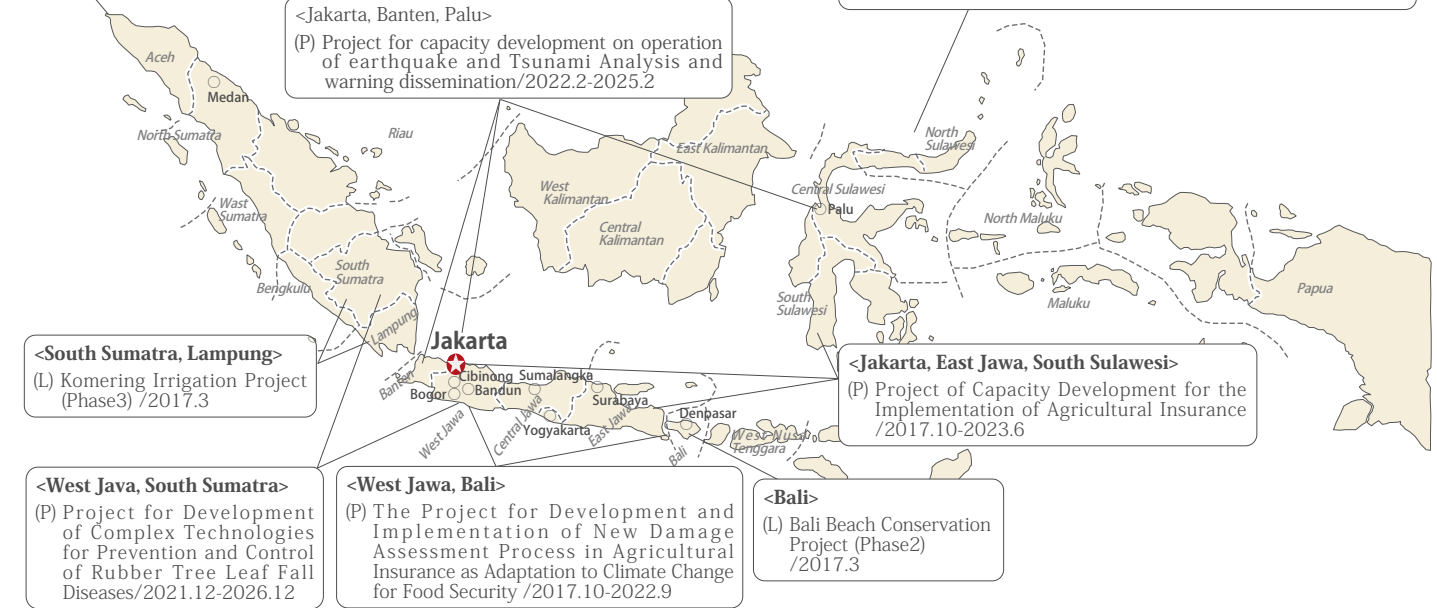 <Jakarta, Banten, Palu>
(P) Project for capacity development on operation
of earthquake and Tsunami Analysis and
warning dissemination/2022.2-2025.2
Aceh
Medan
North Sumatra
Riau
East Kalimantan
North
Sulawesi
West
Kalimantan
Central Sulawesi
Wast
Sumatra
Palu
North Maluku
Central
Kalimantan
South
Sumatra
Bengkulu
South
Sulawesi
Maluku
Papua
Lampung
Jakarta
<South Sumatra, Lampung>
(L) Komering Irrigation Project
(Phase3) /2017.3
Banten
Cibinong
Sumalangka
Bogor
Bandun
Surabaya
Denpasar
Yogyakarta
West Jawa
Central Jawa
East Jawa
Bali
West Nusa
Tenggara
<Jakarta, East Jawa, South Sulawesi>
(P) Project of Capacity Development for the
Implementation of Agricultural Insurance
/2017.10-2023.6
<West Java, South Sumatra>
(P) Project for Development
of Complex Technologies
for Prevention and Control
of Rubber Tree Leaf Fall
Diseases/2021.12-2026.12
<West Jawa, Bali>
(P) The Project for Development and
Implementation of New Damage
Assessment Process in Agricultural
Insurance as Adaptation to Climate Change
for Food Security /2017.10-2022.9
<Bali>
(L) Bali Beach Conservation
Project (Phase2)
/2017.3